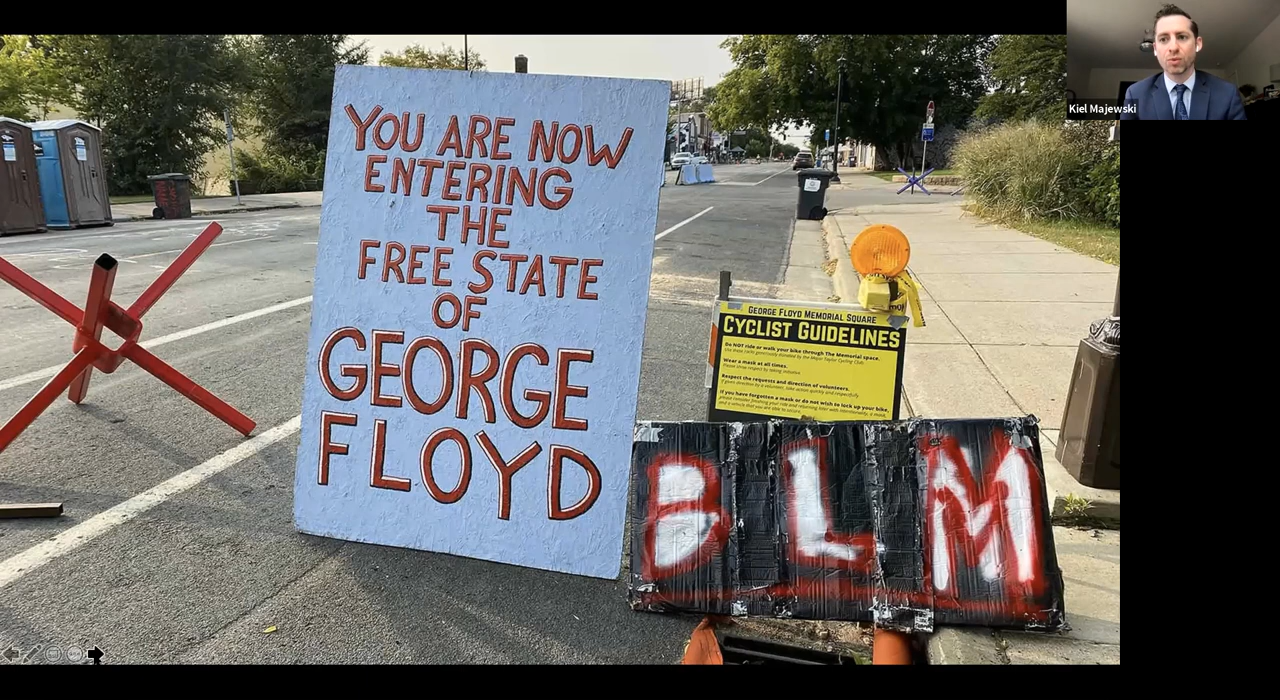 YOU ARE NOW
ENTERING
THE
FREE STATE
OF
GEORGE
FLOYD
GEORGE FLOYD MEMORIAL SQUARE
CYCLIST GUIDELINES
Do NOT ride or walk your bike through The Memorial space.
Wear a mask at all times.
Respect the requests and direction of volunteers.
If you have forgotten a mask or do not wish to lock up your bike,
BLM
Kiel Majewski